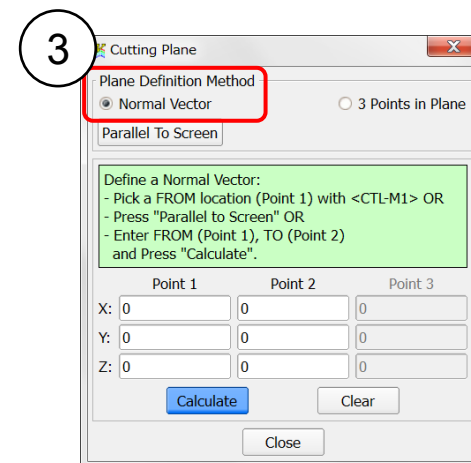 3
Cutting Plane
X
Plane Definition Method
Normal Vector
3 Points in Plane
Parallel To Screen
Define a Normal Vector:
- Pick a FROM location (Point 1) with <CTL-M1> OR
- Press "Parallel to Screen" OR
- Enter FROM (Point 1), TO (Point 2)
and Press "Calculate".
Point 1 Point 2 Point 3
X: 0 0 0
Y: 0 0 0
Z: 0 0 0
Calculate Clear
Close